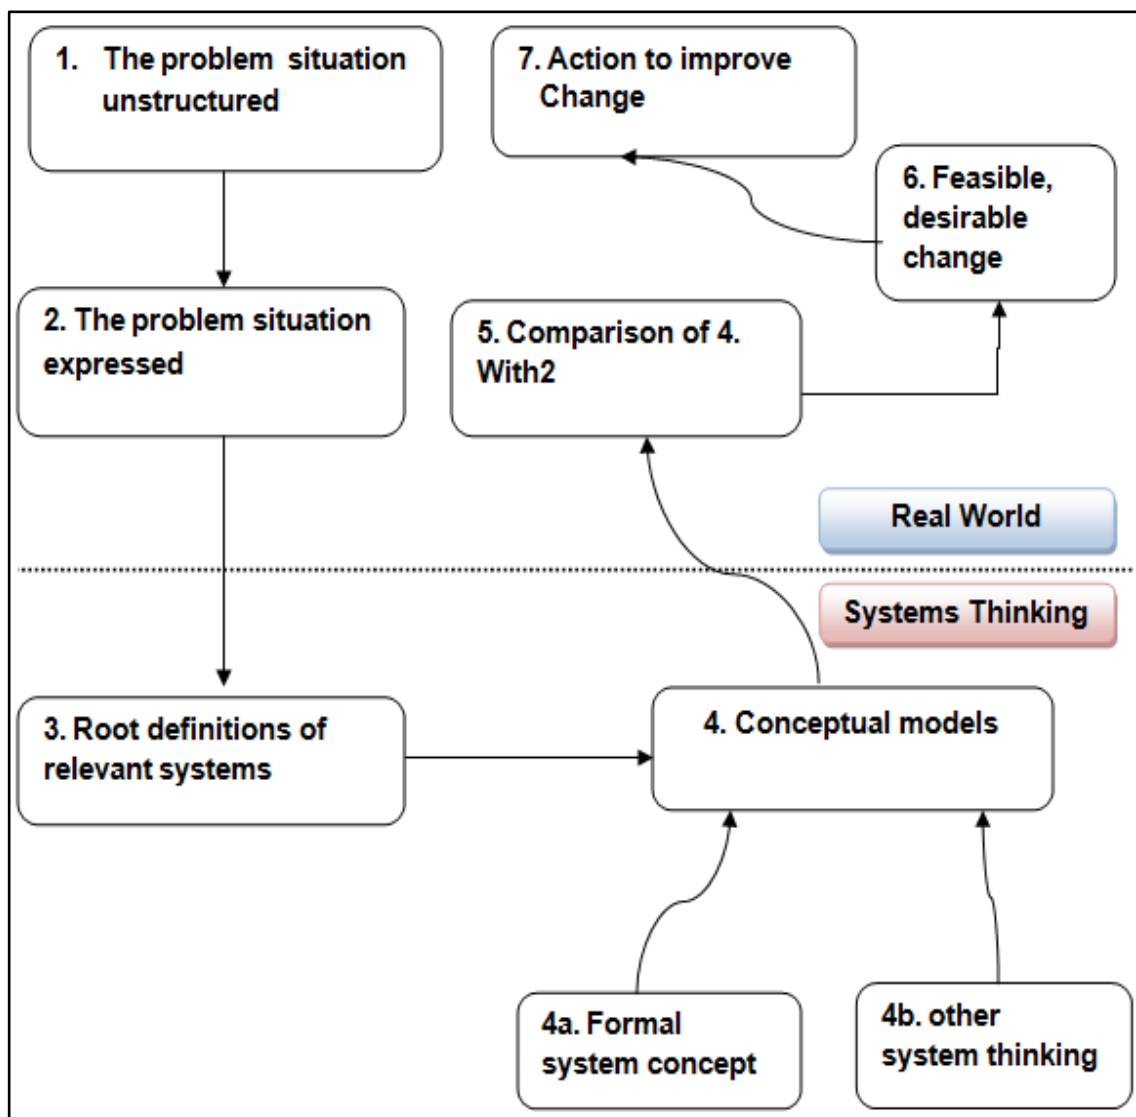 1. The problem situation
unstructured
7. Action to improve
Change
6. Feasible,
desirable
change
2. The problem situation
expressed
5. Comparison of 4.
With2
Real World
Systems Thinking
3. Root definitions of
relevant systems
4. Conceptual models
4a. Formal
system concept
4b. other
system thinking